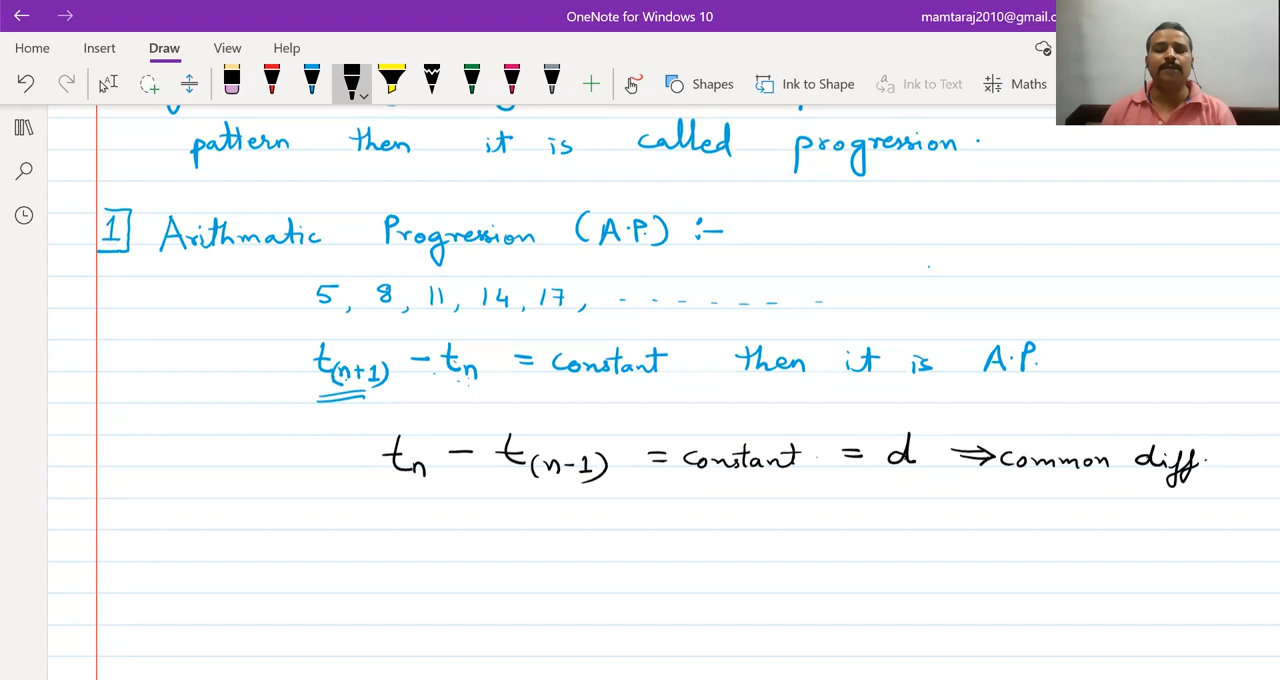 OneNote for Windows 10
mamtaraj2010@gmail.c
Home Insert Draw View Help
Shapes Ink to Shape Ink to Text Maths
pattern then it is called progression.
1 Arithmatic Progression (A.P.) :-
5, 8, 11, 14, 17, - - - - - - -
t(n+1) - tn = constant then it is A.P.
tn - t(n-1) = constant = d ⇒ common diff.